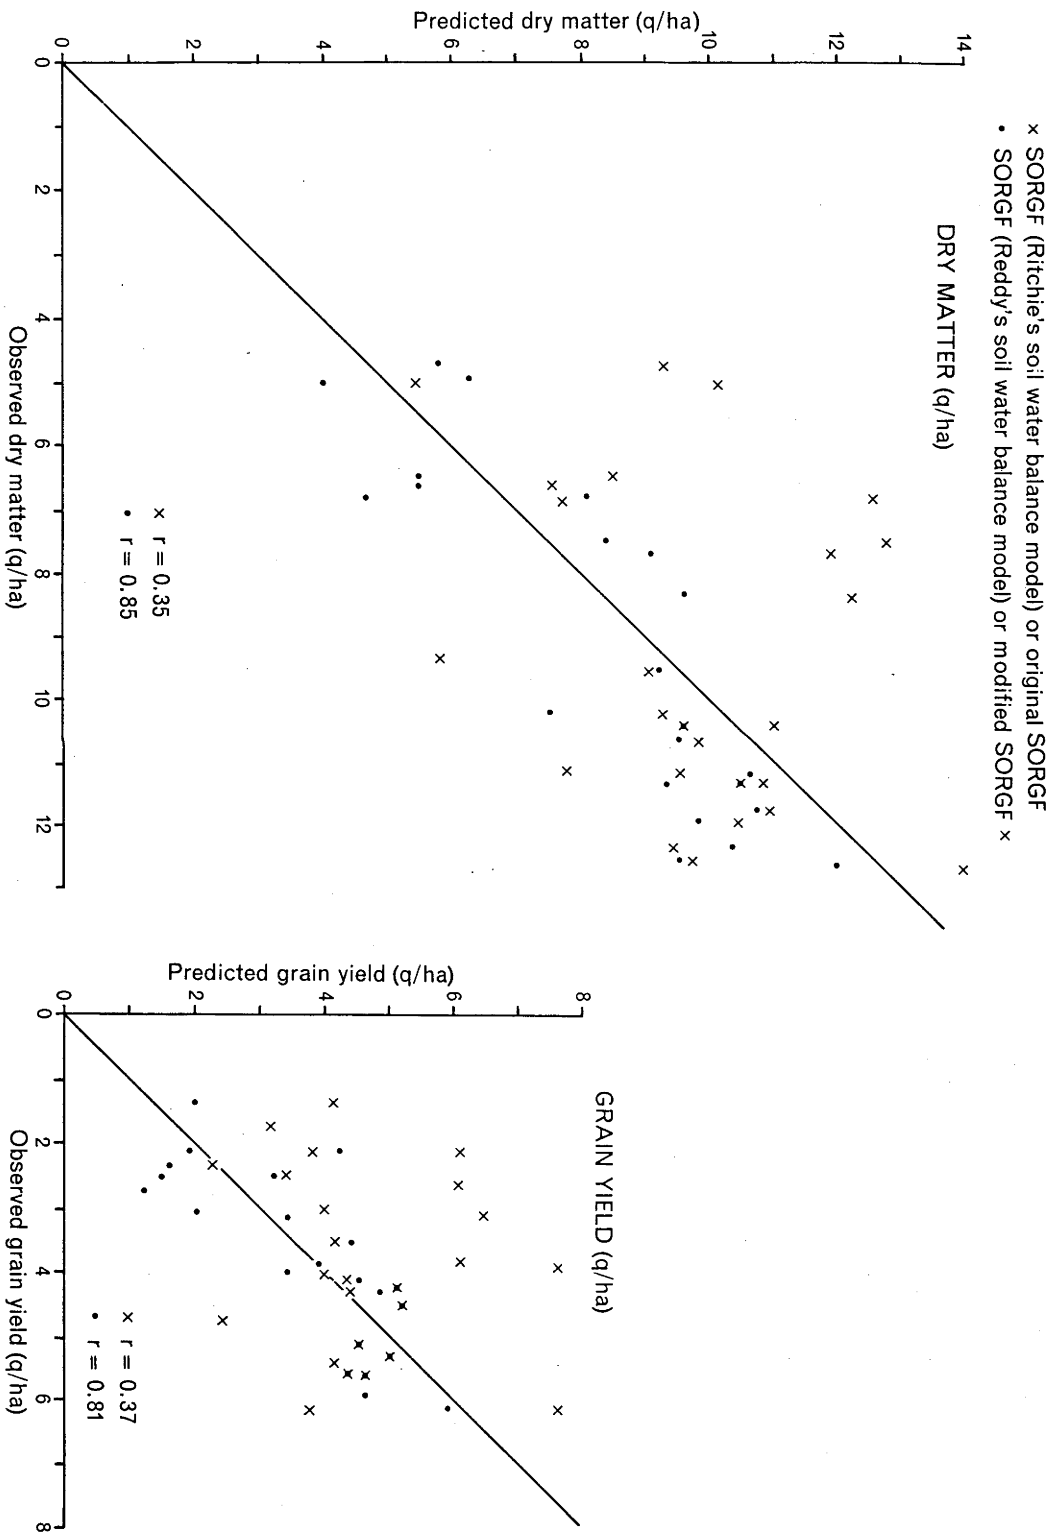 × SORGF (Ritchie's soil water balance model) or original SORGF
• SORGF (Reddy's soil water balance model) or modified SORGF ×
DRY MATTER (q/ha)
Predicted dry matter (q/ha)
14
12
10
8
6
4
2
0
0 2 4 6 8 10 12
Observed dry matter (q/ha)
× r = 0.35
• r = 0.85
GRAIN YIELD (q/ha)
Predicted grain yield (q/ha)
8
6
4
2
0
0 2 4 6 8
Observed grain yield (q/ha)
× r = 0.37
• r = 0.81